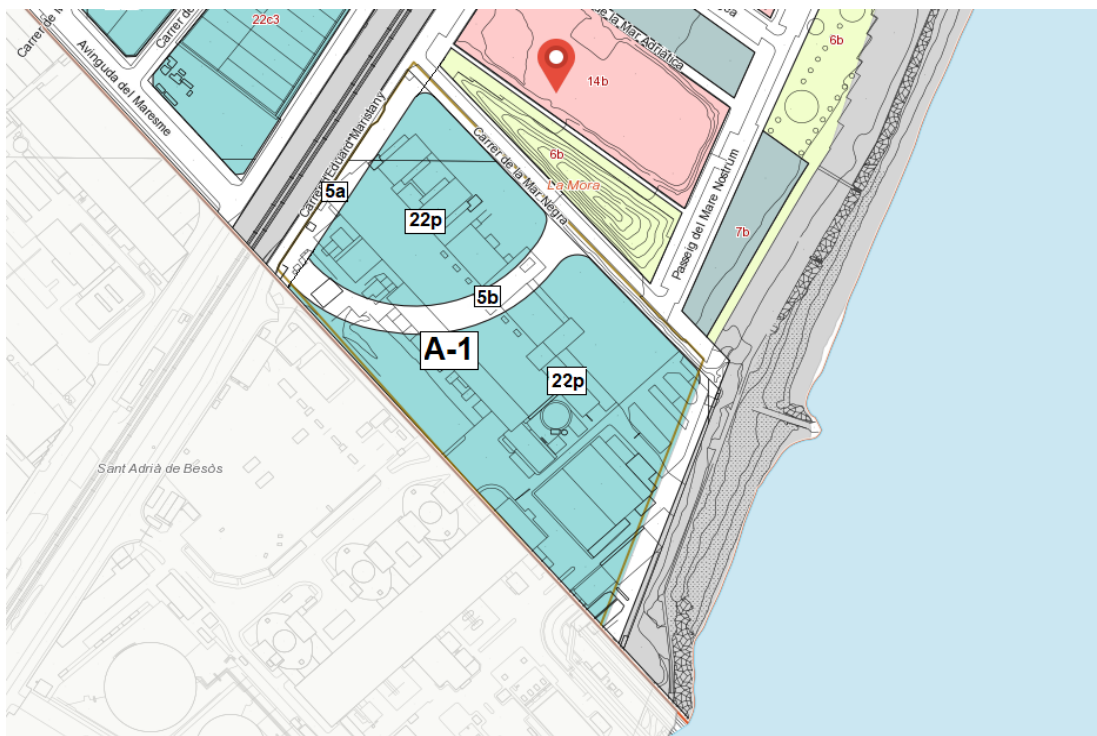 Carrer de
22c3
Avinguda del Maresme
de la Mar Adriàtica
6b
14b
Carrer d'Eduard Maristany
Carrer de la Mar Negra
6b
La Mora
5a
Passeig del Mare Nostrum
22p
7b
5b
A-1
22p
Sant Adrià de Besòs